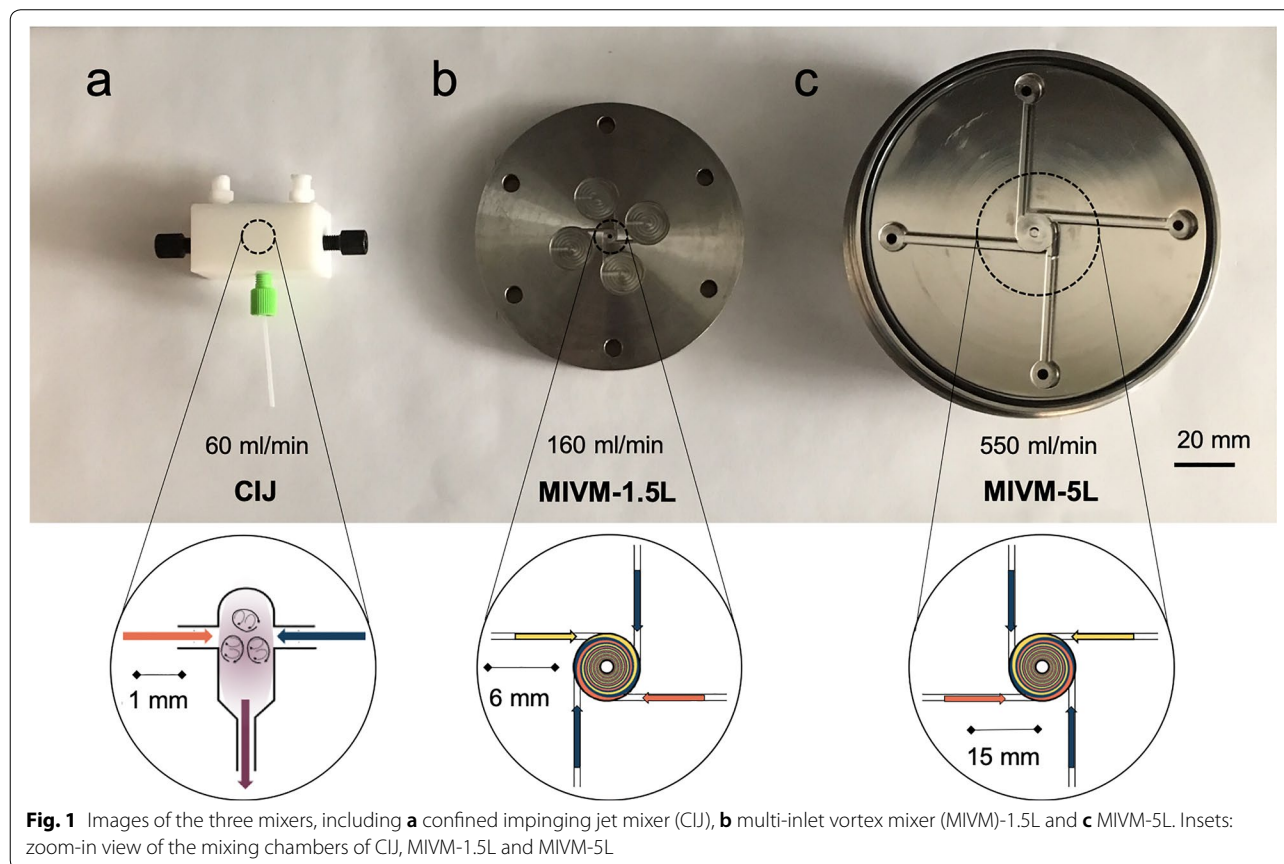 a
b
c
60 ml/min
CIJ
160 ml/min
MIVM-1.5L
550 ml/min
MIVM-5L
20 mm
1 mm
6 mm
15 mm
Fig. 1 Images of the three mixers, including a confined impinging jet mixer (CIJ), b multi-inlet vortex mixer (MIVM)-1.5L and c MIVM-5L. Insets:
zoom-in view of the mixing chambers of CIJ, MIVM-1.5L and MIVM-5L